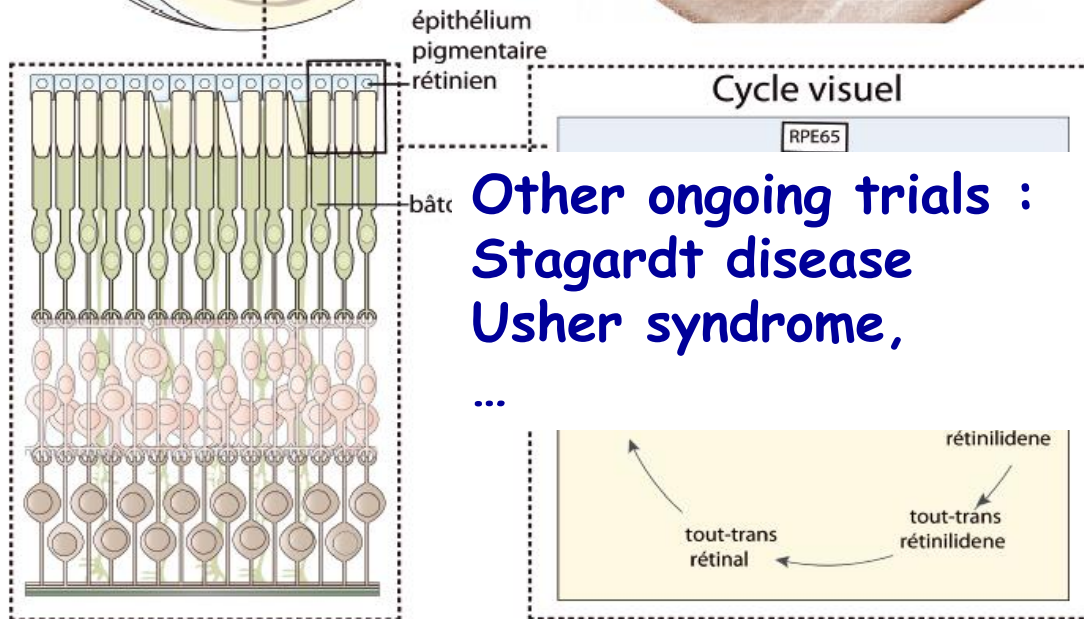 épithélium
pigmentaire
rétinien
Cycle visuel
RPE65
Other ongoing trials :
Stagardt disease
Usher syndrome,
...
rétinilidene
tout-trans
rétinilidene
tout-trans
rétinal